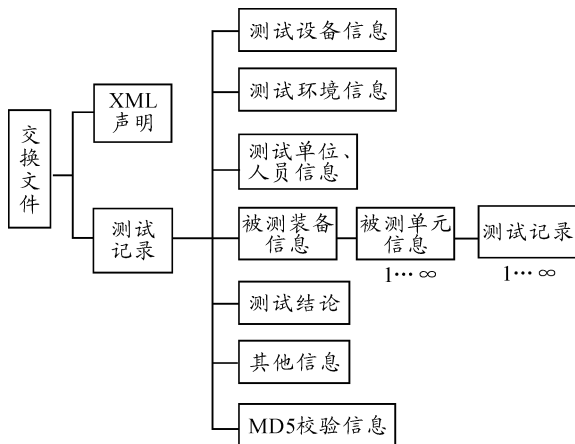 交换文件
XML
声明
测试
记录
测试设备信息
测试环境信息
测试单位、
人员信息
被测装备
信息
被测单元
信息
1…∞
测试记录
1…∞
测试结论
其他信息
MD5校验信息